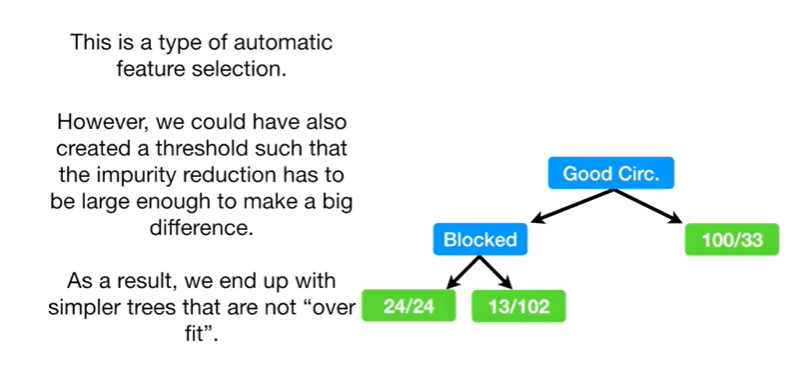 This is a type of automatic
feature selection.
However, we could have also
created a threshold such that
the impurity reduction has to
be large enough to make a big
difference.
As a result, we end up with
simpler trees that are not “over
fit”.
Good Circ.
Blocked
100/33
24/24
13/102